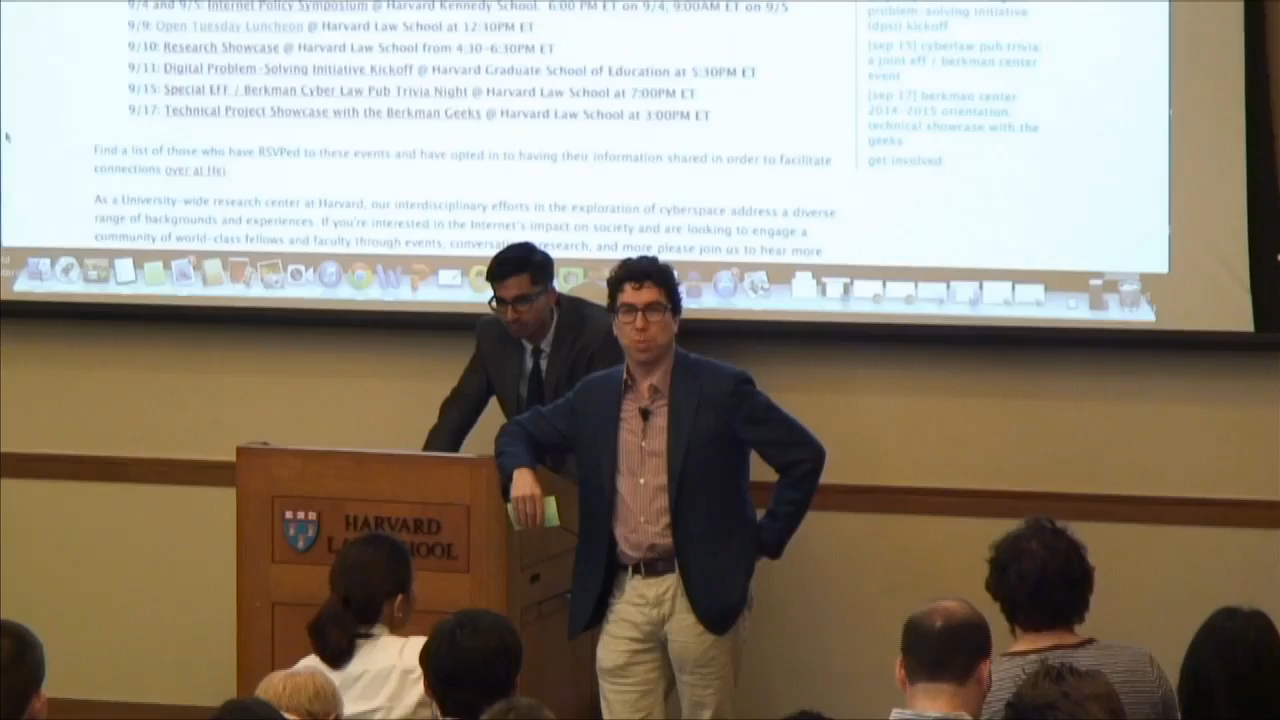 9/4 and 9/5: Internet Policy Symposium @ Harvard Kennedy School. 6:00 PM ET on 9/4; 9:00AM ET on 9/5
9/9: Open Tuesday Luncheon @ Harvard Law School at 12:30PM ET
9/10: Research Showcase @ Harvard Law School from 4:30-6:30PM ET
9/11: Digital Problem-Solving Initiative Kickoff @ Harvard Graduate School of Education at 5:30PM ET
9/15: Special EFF / Berkman Cyber Law Pub Trivia Night @ Harvard Law School at 7:00PM ET
9/17: Technical Project Showcase with the Berkman Geeks @ Harvard Law School at 3:00PM ET
Find a list of those who have RSVPed to these events and have opted in to having their information shared in order to facilitate
connections over at Hei
As a University-wide research center at Harvard, our interdisciplinary efforts in the exploration of cyberspace address a diverse
range of backgrounds and experiences. If you're interested in the Internet's impact on society and are looking to engage a
community of world-class fellows and faculty through events, research, and more please join us to hear more
problem-solving initiative
(dpsi) kickoff
[sep 15] cyberlaw pub trivia:
a joint eff / berkman center
event
[sep 17] berkman center
2014-2015 orientation:
technical showcase with the
geeks
get involved
HARVARD
LAW SCHOOL